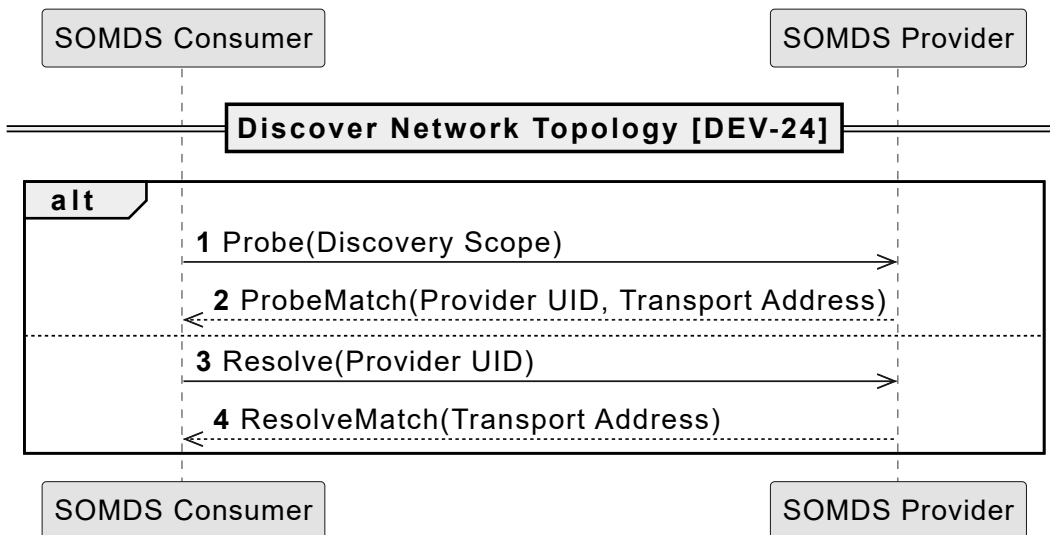 SOMDS Consumer SOMDS Provider
Discover Network Topology [DEV-24]
alt
1 Probe(Discovery Scope)
2 ProbeMatch(Provider UID, Transport Address)
3 Resolve(Provider UID)
4 ResolveMatch(Transport Address)
SOMDS Consumer SOMDS Provider